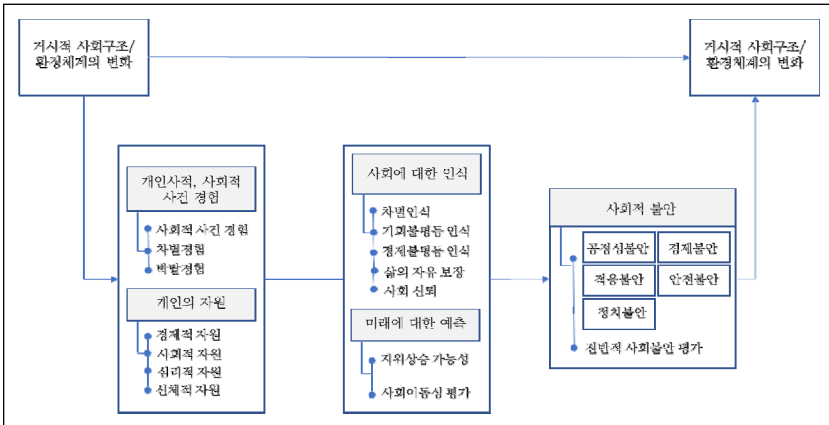 거시적 사회구조/
환경체계의 변화
거시적 사회구조/
환경체계의 변화
개인사적, 사회적
사건 경험
사회적 사건 경험
차별경험
박탈경험
개인의 자원
경제적 자원
사회적 자원
심리적 자원
신체적 자원
사회에 대한 인식
차별인식
기회불평등 인식
경제불평등 인식
삶의 자유 보장
사회 신뢰
미래에 대한 예측
지위상승 가능성
사회이동성 평가
사회적 불안
공정성불안
경제불안
적응불안
안전불안
정치불안
전반적 사회불안 평가